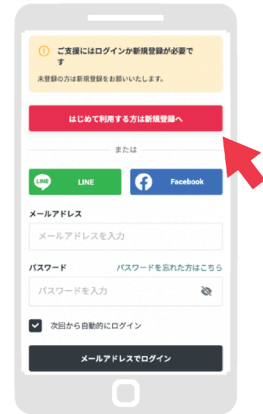 ご支援にはログインか新規登録が必要で
す
未登録の方は新規登録をお願いいたします。
はじめて利用する方は新規登録へ
または
LINE LINE
Facebook
メールアドレス
メールアドレスを入力
パスワード パスワードを忘れた方はこちら
パスワードを入力
次回から自動的にログイン
メールアドレスでログイン